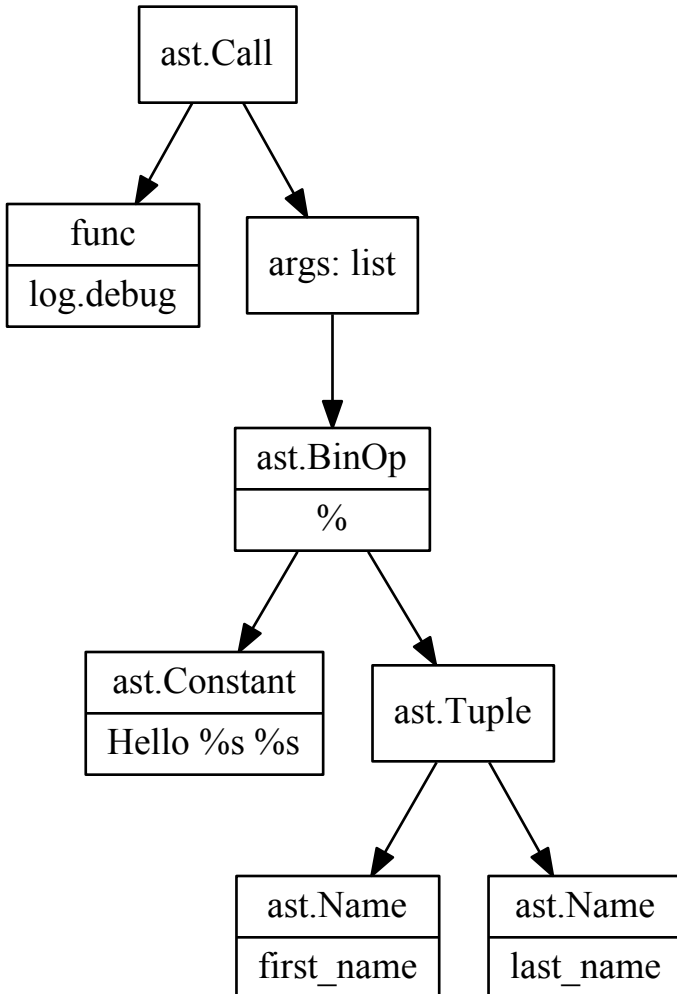 ast.Call
func
log.debug
args: list
ast.BinOp
%
ast.Constant
Hello %s %s
ast.Tuple
ast.Name
first_name
ast.Name
last_name